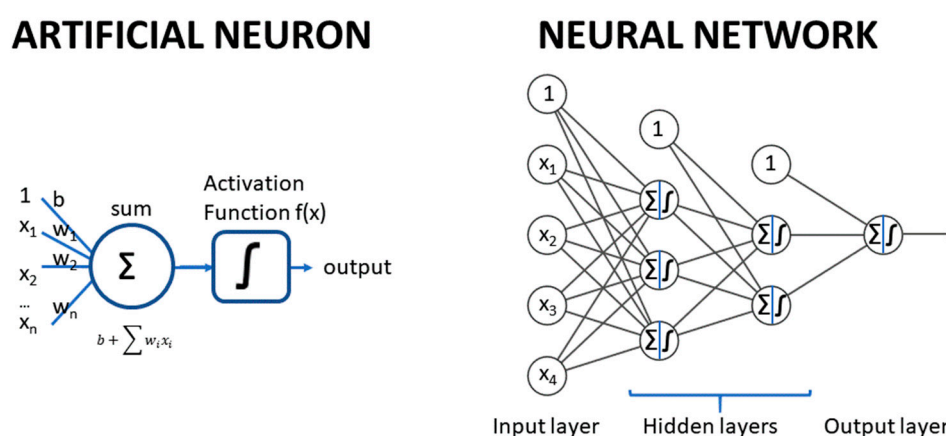 ARTIFICIAL NEURON
1 b
x₁ w₁
x₂ w₂
...
xₙ wₙ
sum
Σ
b + ∑ wᵢxᵢ
Activation
Function f(x)
∫
output
NEURAL NETWORK
1
x₁
x₂
x₃
x₄
1
Σ∫
Σ∫
Σ∫
1
Σ∫
Σ∫
Σ∫
Input layer
Hidden layers
Output layer